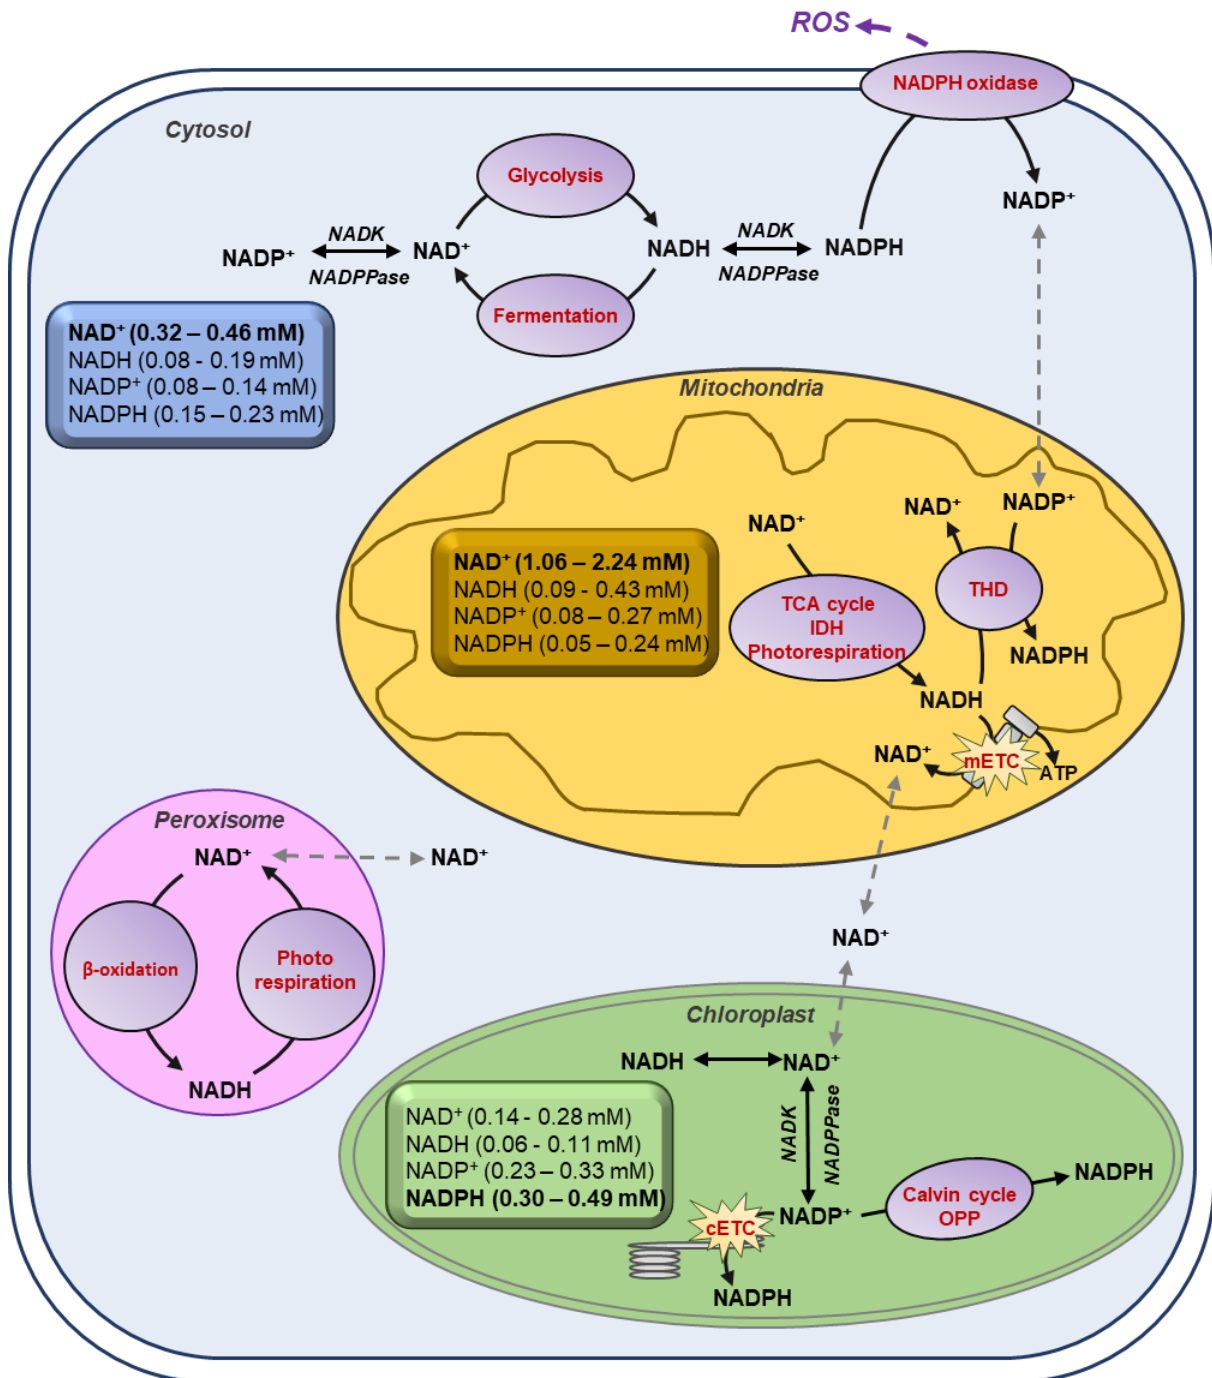 ROS
NADPH oxidase
Cytosol
Glycolysis
NADP⁺
NADP⁺
NADK
NAD⁺
NADH
NADK
NADPH
NADPPase
NADPPase
Fermentation
NAD⁺ (0.32 – 0.46 mM)
NADH (0.08 - 0.19 mM)
NADP⁺ (0.08 – 0.14 mM)
NADPH (0.15 – 0.23 mM)
Mitochondria
NAD⁺
NADP⁺
NAD⁺
NAD⁺ (1.06 – 2.24 mM)
NADH (0.09 - 0.43 mM)
NADP⁺ (0.08 – 0.27 mM)
NADPH (0.05 – 0.24 mM)
TCA cycle
IDH
Photorespiration
THD
NADPH
NADH
NAD⁺
mETC
ATP
Peroxisome
NAD⁺
NAD⁺
β-oxidation
Photo
respiration
NADH
NAD⁺
Chloroplast
NADH
NAD⁺
NADK
NADPPase
NAD⁺ (0.14 - 0.28 mM)
NADH (0.06 - 0.11 mM)
NADP⁺ (0.23 – 0.33 mM)
NADPH (0.30 – 0.49 mM)
NADPH
Calvin cycle
OPP
NADP⁺
cETC
NADPH